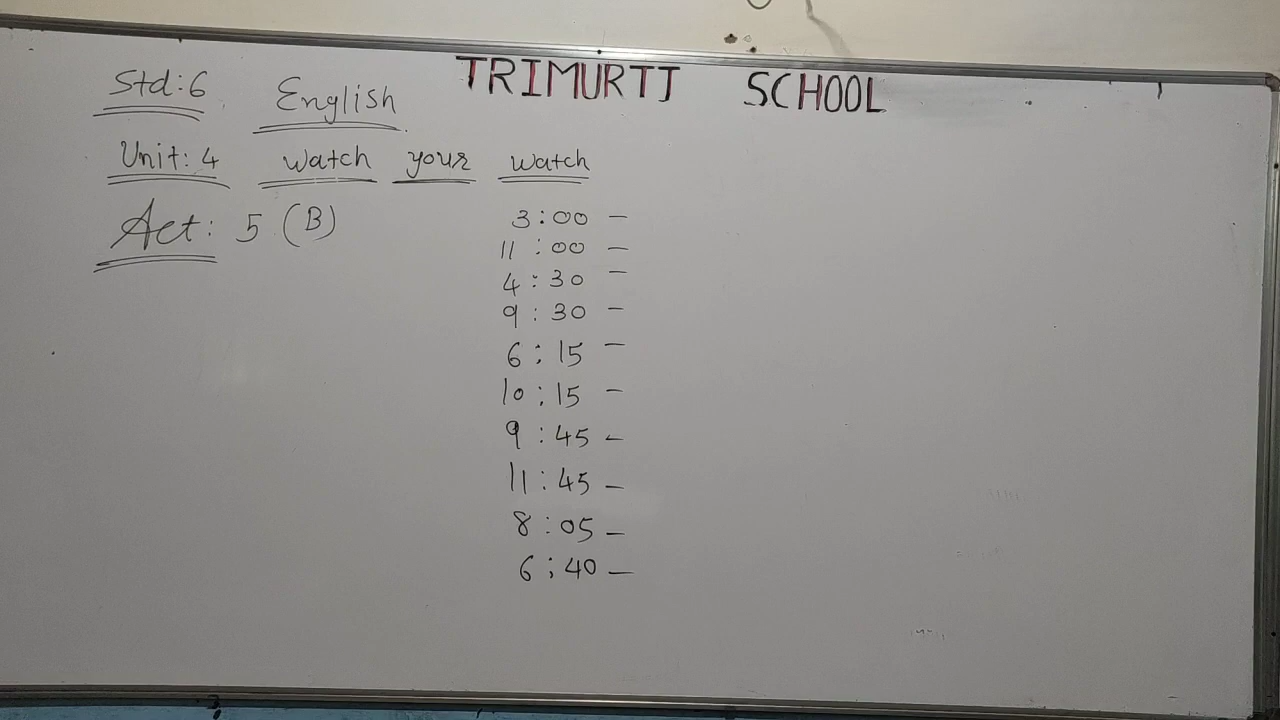 TRIMURTI SCHOOL
Std:6 English
Unit: 4 watch your watch
Act: 5 (B)
3:00 -
11:00 -
4:30 -
9:30 -
6:15 -
10:15 -
9:45 -
11:45 -
8:05 -
6:40 -